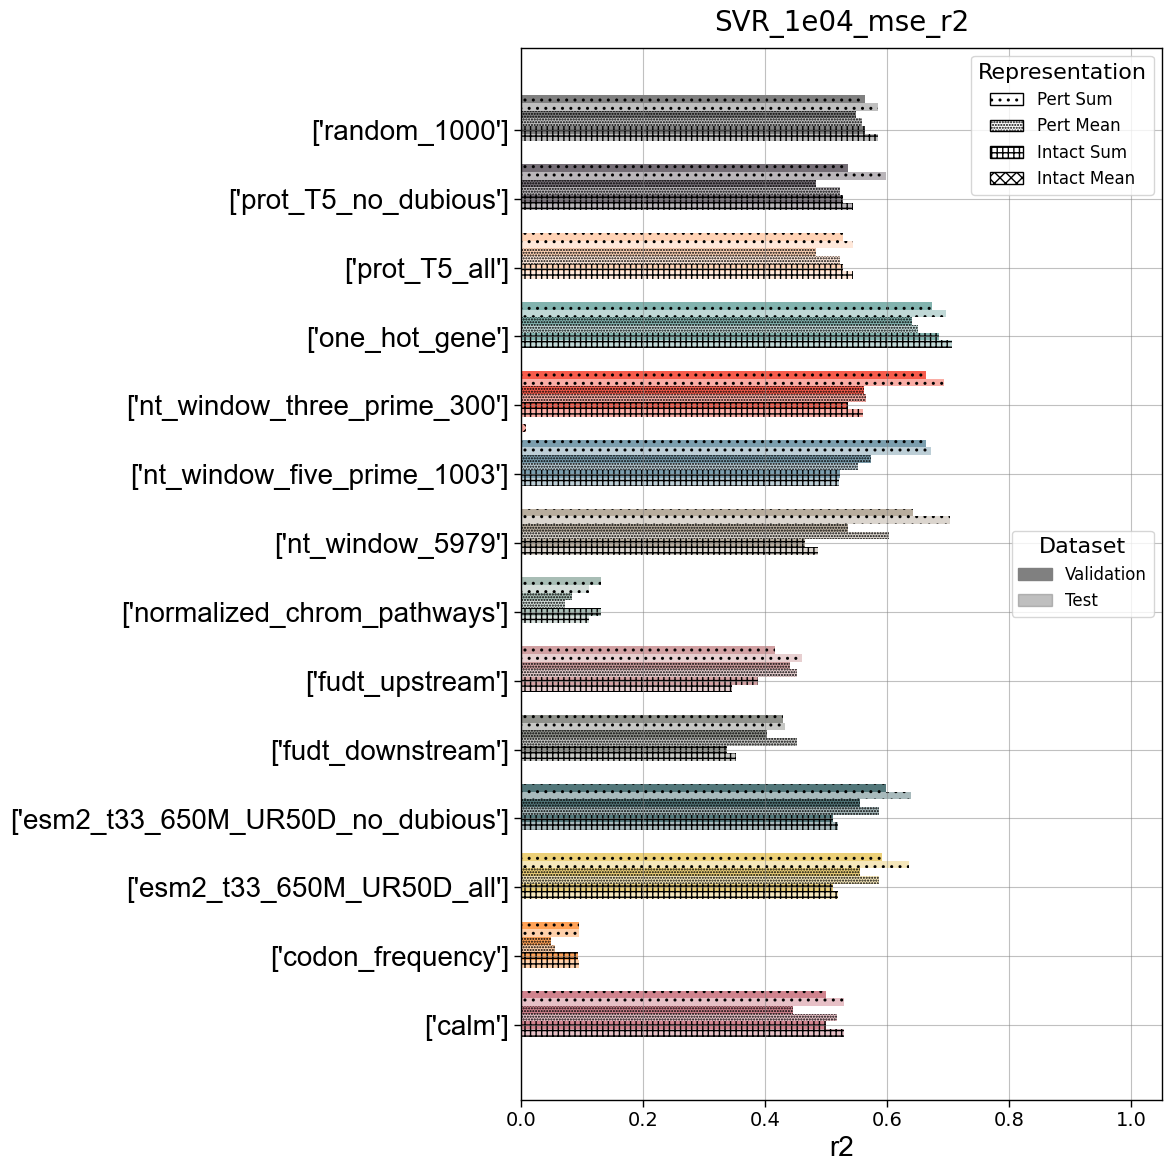 SVR_1e04_mse_r2
Representation
Pert Sum
Pert Mean
Intact Sum
Intact Mean
['random_1000']
['prot_T5_no_dubious']
['prot_T5_all']
['one_hot_gene']
['nt_window_three_prime_300']
['nt_window_five_prime_1003']
['nt_window_5979']
Dataset
Validation
Test
['normalized_chrom_pathways']
['fudt_upstream']
['fudt_downstream']
['esm2_t33_650M_UR50D_no_dubious']
['esm2_t33_650M_UR50D_all']
['codon_frequency']
['calm']
0.0 0.2 0.4 0.6 0.8 1.0
r2